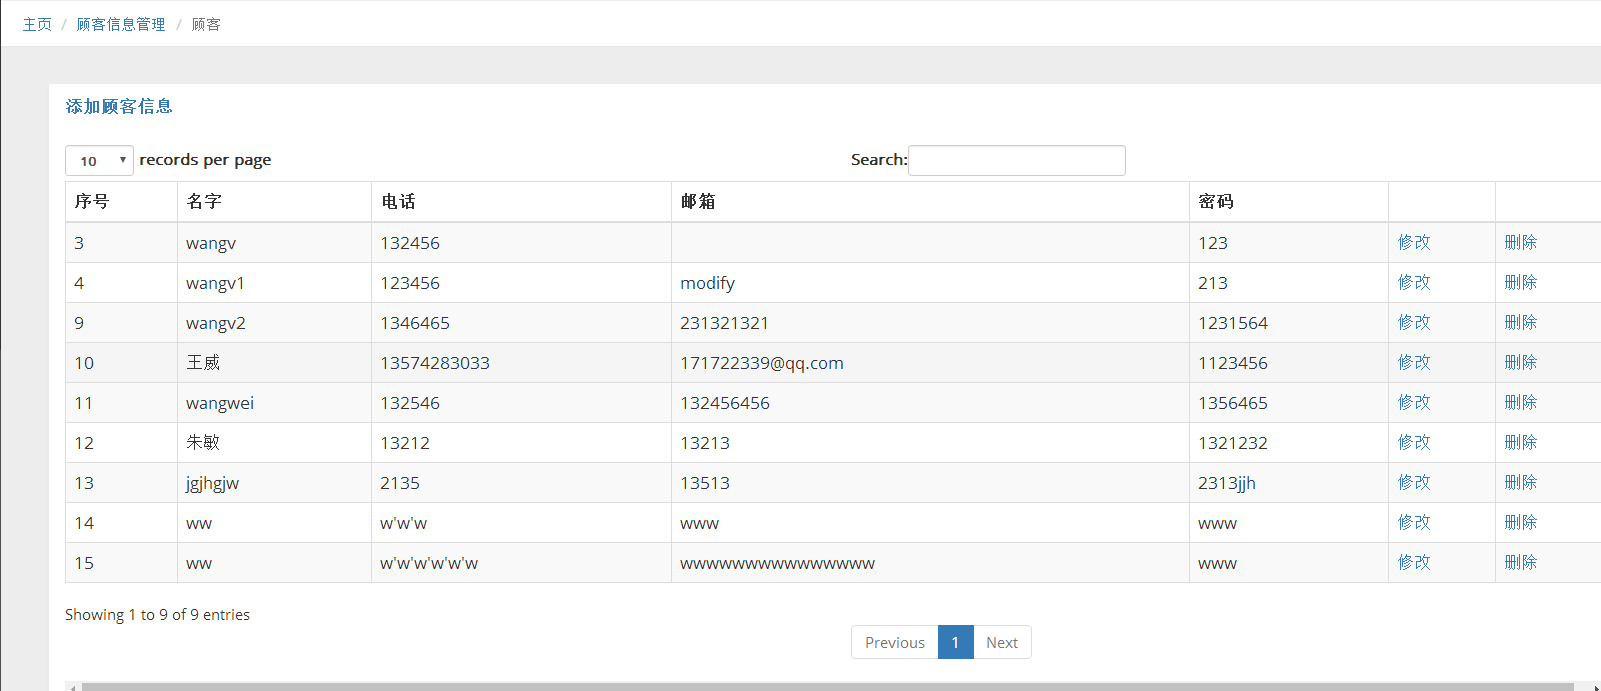 主页 / 顾客信息管理 / 顾客
添加顾客信息
10 records per page Search:
序号 名字 电话 邮箱 密码
3 wangv 132456 123 修改 删除
4 wangv1 123456 modify 213 修改 删除
9 wangv2 1346465 231321321 1231564 修改 删除
10 王威 13574283033 171722339@qq.com 1123456 修改 删除
11 wangwei 132546 132456456 1356465 修改 删除
12 朱敏 13212 13213 1321232 修改 删除
13 jgjhgjw 2135 13513 2313jjh 修改 删除
14 ww w'w'w www www 修改 删除
15 ww w'w'w'w'w'w wwwwwwwwwwwwwww www 修改 删除
Showing 1 to 9 of 9 entries
Previous 1 Next